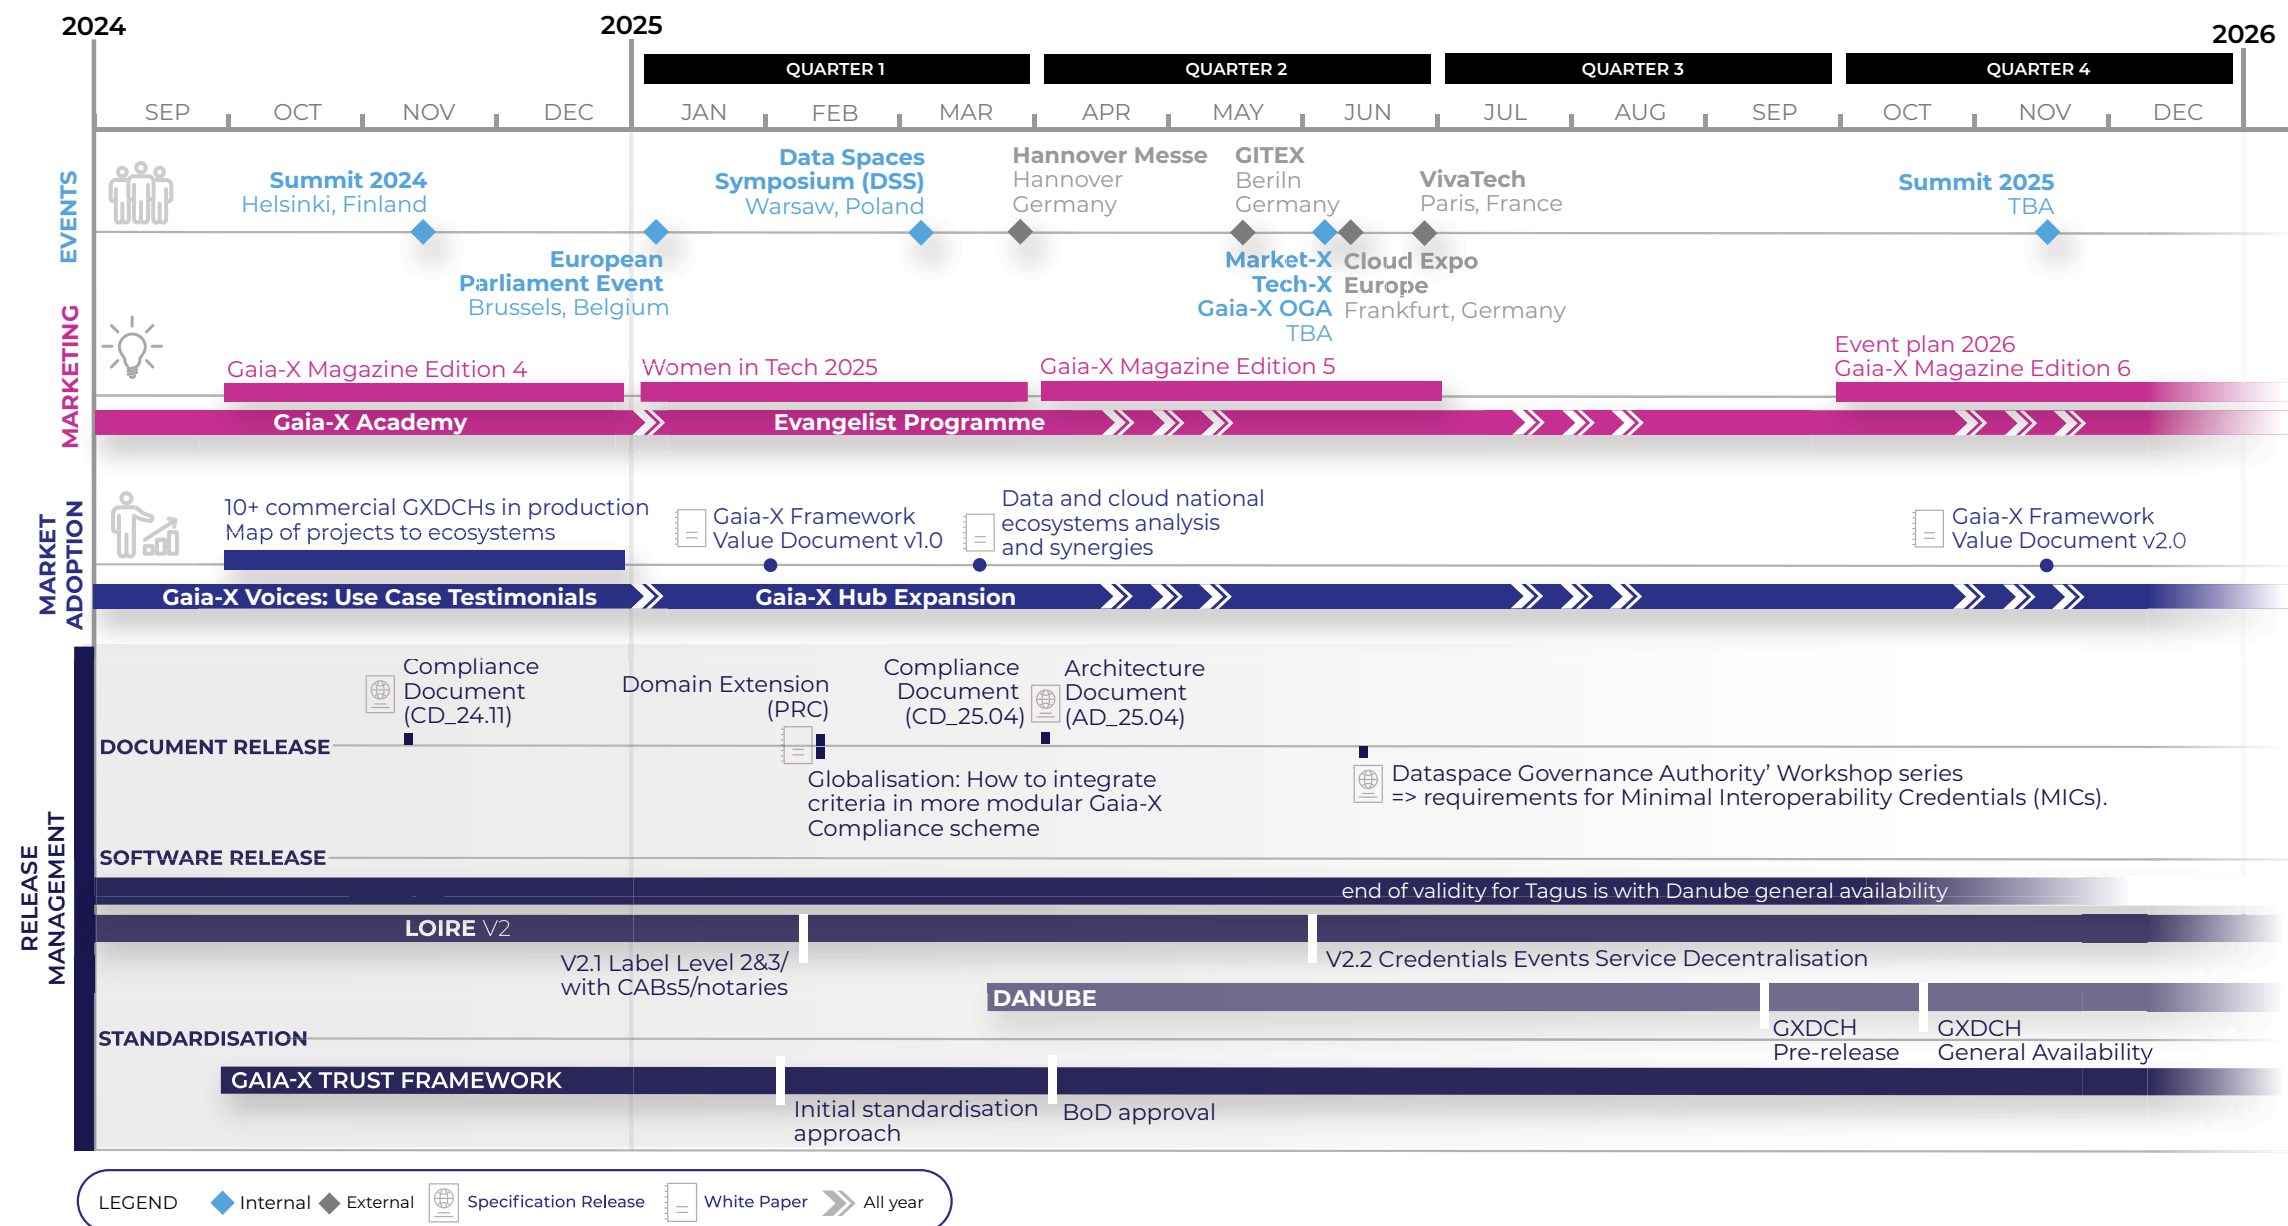 2024
2025
2026
QUARTER 1
QUARTER 2
QUARTER 3
QUARTER 4
SEP
OCT
NOV
DEC
JAN
FEB
MAR
APR
MAY
JUN
JUL
AUG
SEP
OCT
NOV
DEC
EVENTS
Summit 2024
Helsinki, Finland
European
Parliament Event
Brussels, Belgium
Data Spaces
Symposium (DSS)
Warsaw, Poland
Hannover Messe
Hannover
Germany
GITEX
Beriln
Germany
Market-X
Tech-X
Gaia-X OGA
TBA
Cloud Expo
Europe
Frankfurt, Germany
VivaTech
Paris, France
Summit 2025
TBA
MARKETING
Gaia-X Magazine Edition 4
Women in Tech 2025
Gaia-X Magazine Edition 5
Event plan 2026
Gaia-X Magazine Edition 6
Gaia-X Academy
Evangelist Programme
MARKET
ADOPTION
10+ commercial GXDCHs in production
Map of projects to ecosystems
Gaia-X Framework
Value Document v1.0
Data and cloud national
ecosystems analysis
and synergies
Gaia-X Framework
Value Document v2.0
Gaia-X Voices: Use Case Testimonials
Gaia-X Hub Expansion
RELEASE
MANAGEMENT
Compliance
Document
(CD_24.11)
Domain Extension
(PRC)
Compliance
Document
(CD_25.04)
Architecture
Document
(AD_25.04)
DOCUMENT RELEASE
Globalisation: How to integrate
criteria in more modular Gaia-X
Compliance scheme
Dataspace Governance Authority’ Workshop series
=> requirements for Minimal Interoperability Credentials (MICs).
SOFTWARE RELEASE
end of validity for Tagus is with Danube general availability
LOIRE V2
V2.1 Label Level 2&3/
with CABs5/notaries
V2.2 Credentials Events Service Decentralisation
DANUBE
GXDCH
Pre-release
GXDCH
General Availability
STANDARDISATION
GAIA-X TRUST FRAMEWORK
Initial standardisation
approach
BoD approval
LEGEND
Internal
External
Specification Release
White Paper
All year